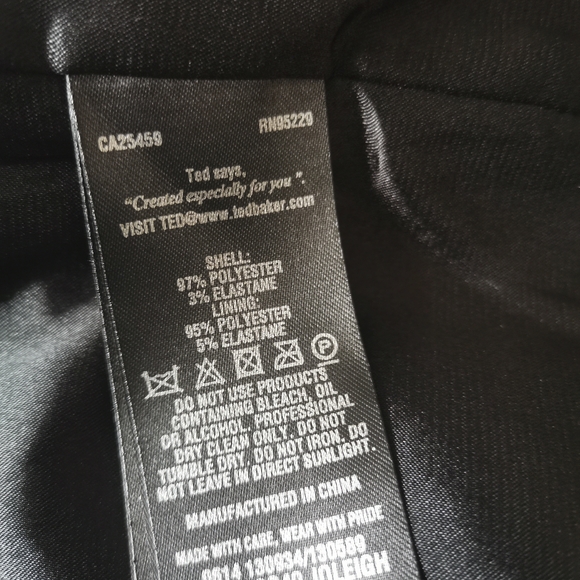 CA25459 RN95229
Ted says,
"Created especially for you".
VISIT TED@www.tedbaker.com
SHELL:
97% POLYESTER
3% ELASTANE
LINING:
95% POLYESTER
5% ELASTANE
P
DO NOT USE PRODUCTS
CONTAINING BLEACH, OIL
OR ALCOHOL. PROFESSIONAL
DRY CLEAN ONLY. DO NOT
TUMBLE DRY. DO NOT IRON. DO
NOT LEAVE IN DIRECT SUNLIGHT.
MANUFACTURED IN CHINA
MADE WITH CARE, WEAR WITH PRIDE
130934/130589
JOLEIGH